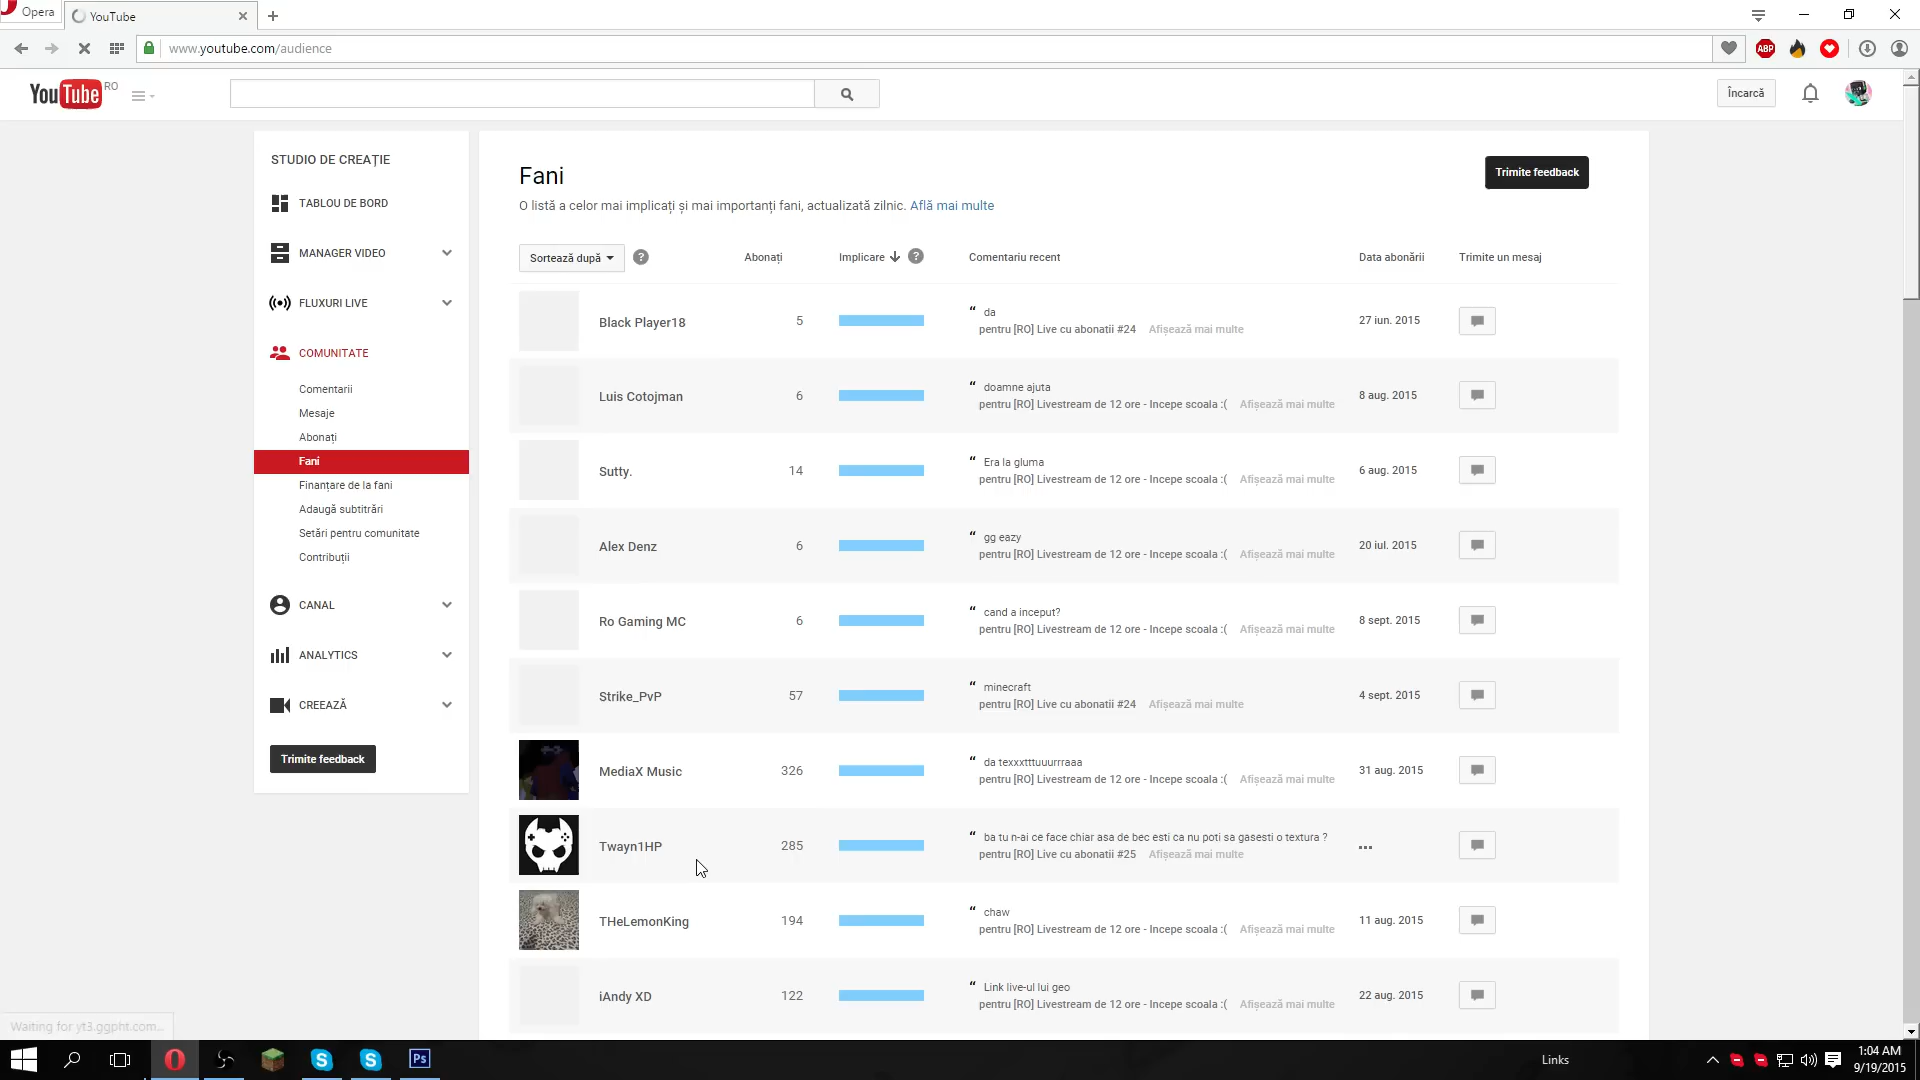 Opera
YouTube
www.youtube.com/audience
ABP
YouTube RO
Încarcă
STUDIO DE CREAȚIE
TABLOU DE BORD
MANAGER VIDEO
FLUXURI LIVE
COMUNITATE
Comentarii
Mesaje
Abonați
Fani
Finanțare de la fani
Adaugă subtitrări
Setări pentru comunitate
Contribuții
CANAL
ANALYTICS
CREEAZĂ
Trimite feedback
Fani
Trimite feedback
O listă a celor mai implicați și mai importanți fani, actualizată zilnic. Află mai multe
Sortează după ? Abonați Implicare ? Comentariu recent Data abonării Trimite un mesaj
Black Player18 5 “ da 27 iun. 2015
pentru [RO] Live cu abonatii #24 Afișează mai multe
Luis Cotojman 6 “ doamne ajuta 8 aug. 2015
pentru [RO] Livestream de 12 ore - Incepe scoala :( Afișează mai multe
Sutty. 14 “ Era la gluma 6 aug. 2015
pentru [RO] Livestream de 12 ore - Incepe scoala :( Afișează mai multe
Alex Denz 6 “ gg eazy 20 iul. 2015
pentru [RO] Livestream de 12 ore - Incepe scoala :( Afișează mai multe
Ro Gaming MC 6 “ cand a inceput? 8 sept. 2015
pentru [RO] Livestream de 12 ore - Incepe scoala :( Afișează mai multe
Strike_PvP 57 “ minecraft 4 sept. 2015
pentru [RO] Live cu abonatii #24 Afișează mai multe
MediaX Music 326 “ da texxxtttuuurrraaa 31 aug. 2015
pentru [RO] Livestream de 12 ore - Incepe scoala :( Afișează mai multe
Twayn1HP 285 “ ba tu n-ai ce face chiar asa de bec esti ca nu poti sa gasesti o textura ? ...
pentru [RO] Live cu abonatii #25 Afișează mai multe
THeLemonKing 194 “ chaw 11 aug. 2015
pentru [RO] Livestream de 12 ore - Incepe scoala :( Afișează mai multe
iAndy XD 122 “ Link live-ul lui geo 22 aug. 2015
pentru [RO] Livestream de 12 ore - Incepe scoala :( Afișează mai multe
Waiting for yt3.ggpht.com...
Ps
Links
1:04 AM
9/19/2015